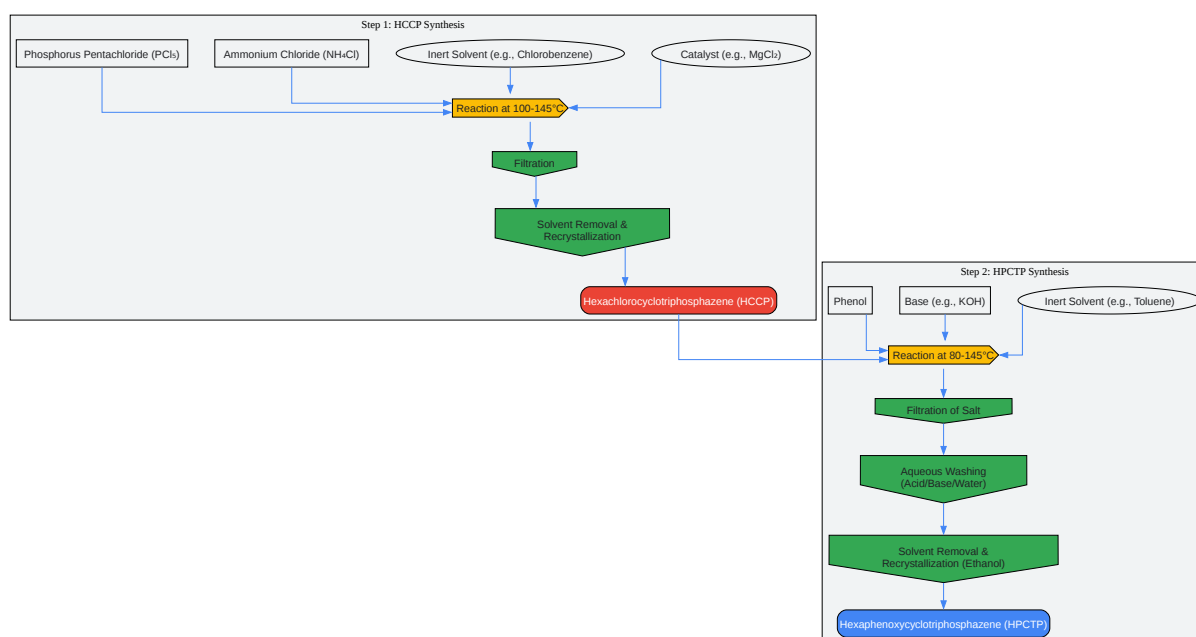 Step 1: HCCP Synthesis
Phosphorus Pentachloride (PCl₅)
Ammonium Chloride (NH₄Cl)
Inert Solvent (e.g., Chlorobenzene)
Catalyst (e.g., MgCl₂)
Reaction at 100-145°C
Filtration
Solvent Removal &
Recrystallization
Hexachlorocyclotriphosphazene (HCCP)
Step 2: HPCTP Synthesis
Phenol
Base (e.g., KOH)
Inert Solvent (e.g., Toluene)
Reaction at 80-145°C
Filtration of Salt
Aqueous Washing
(Acid/Base/Water)
Solvent Removal &
Recrystallization (Ethanol)
Hexaphenoxycyclotriphosphazene (HPCTP)